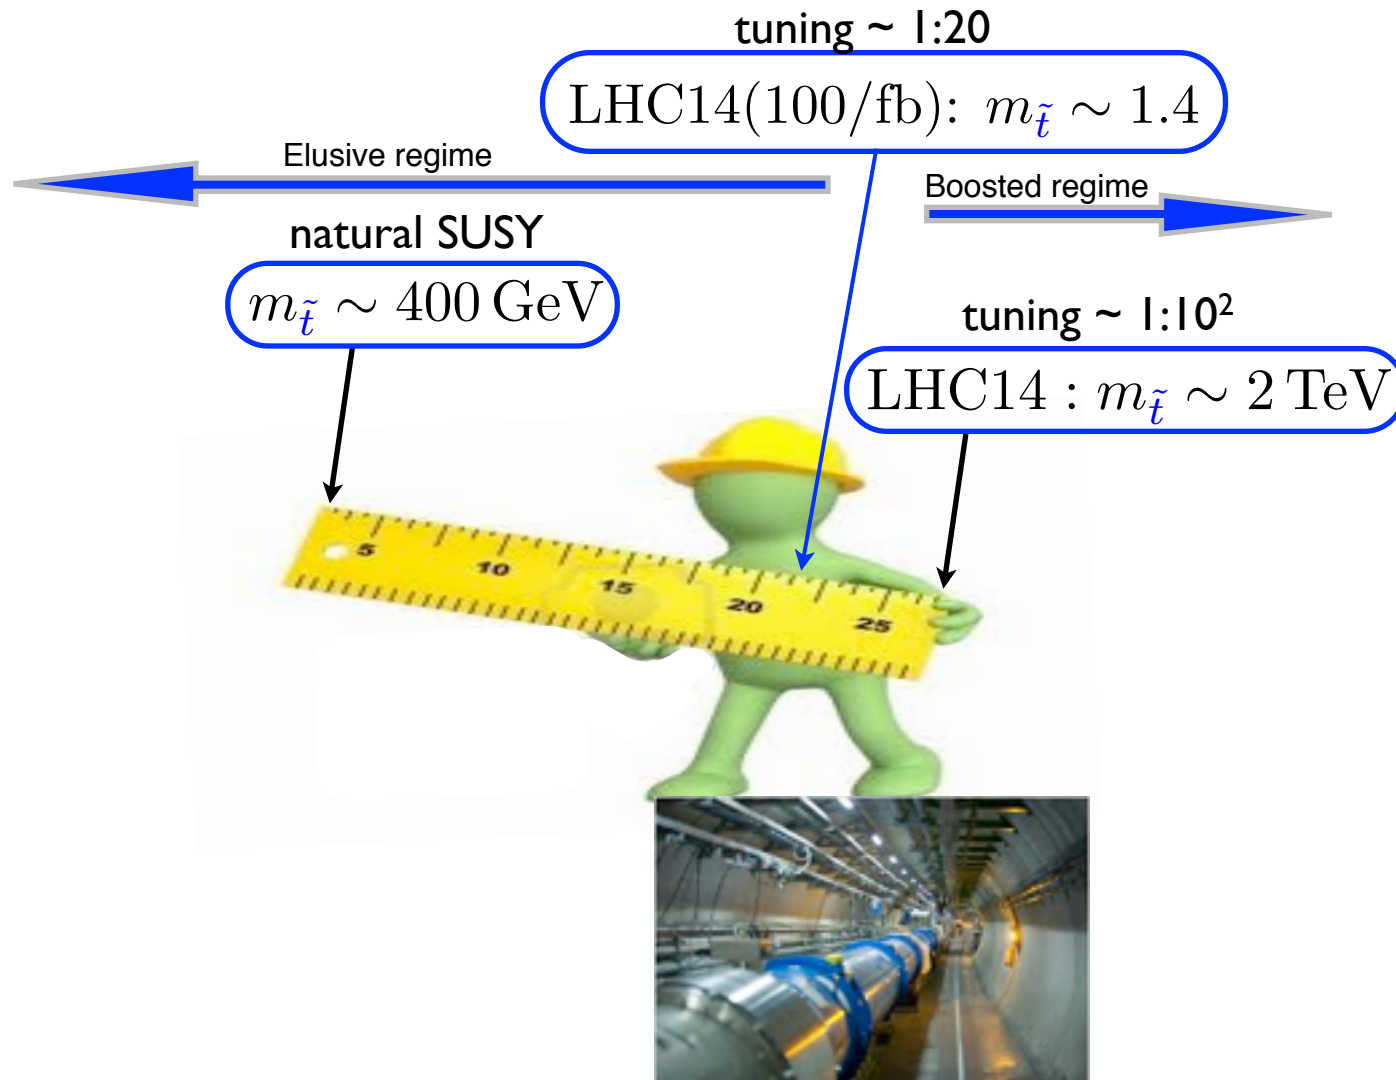 tuning ~ 1:20
LHC14(100/fb): m_t̃ ∼ 1.4
Elusive regime
Boosted regime
natural SUSY
m_t̃ ∼ 400 GeV
tuning ~ 1:10²
LHC14 : m_t̃ ∼ 2 TeV
5 10 15 20 25